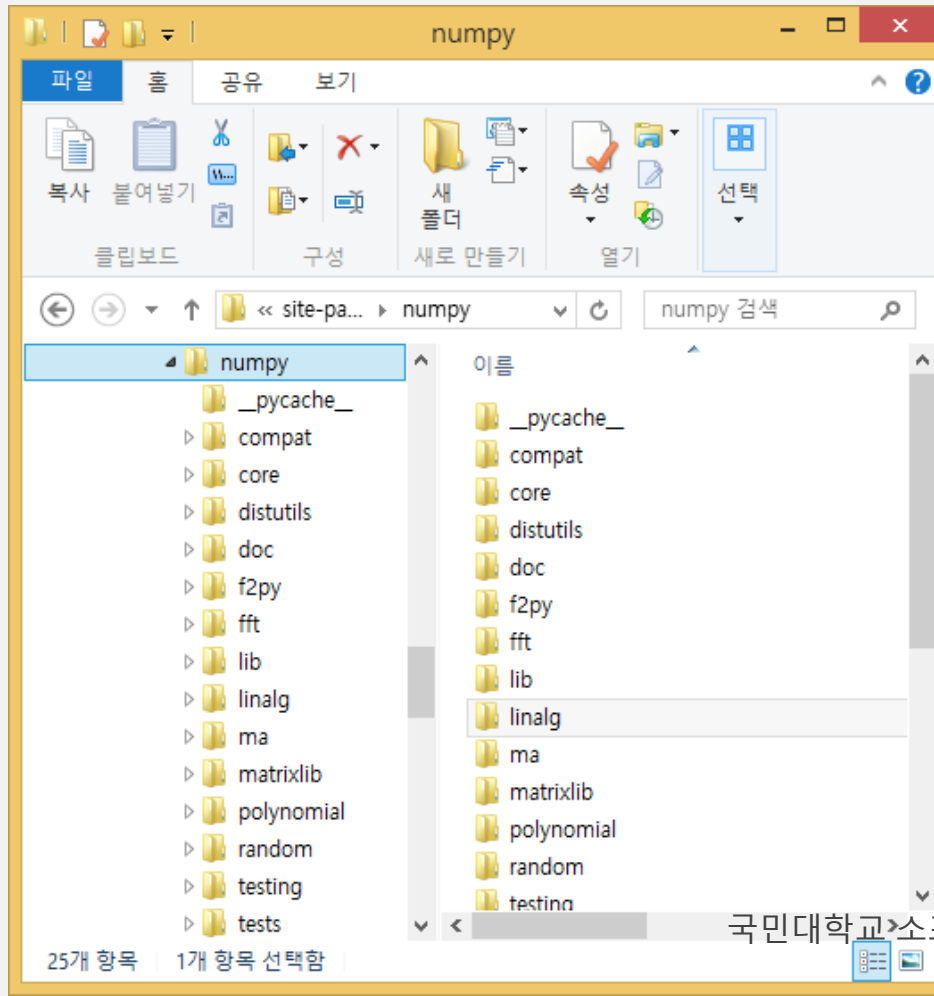 numpy
파일 홈 공유 보기
복사 붙여넣기 새 폴더 속성 선택
클립보드 구성 새로 만들기 열기
« site-pa... numpy numpy 검색
numpy
__pycache__
compat
core
distutils
doc
f2py
fft
lib
linalg
ma
matrixlib
polynomial
random
testing
tests
이름
__pycache__
compat
core
distutils
doc
f2py
fft
lib
linalg
ma
matrixlib
polynomial
random
testing
국민대학교
25개 항목 1개 항목 선택함